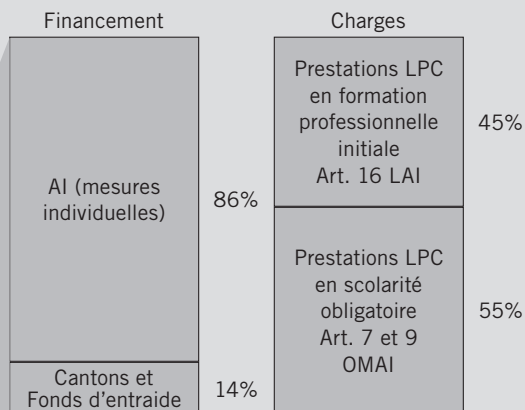 Financement
AI (mesures
individuelles)
86%
Cantons et
Fonds d'entraide
14%
Charges
Prestations LPC
en formation
professionnelle
initiale
Art. 16 LAI
45%
Prestations LPC
en scolarité
obligatoire
Art. 7 et 9
OMAI
55%